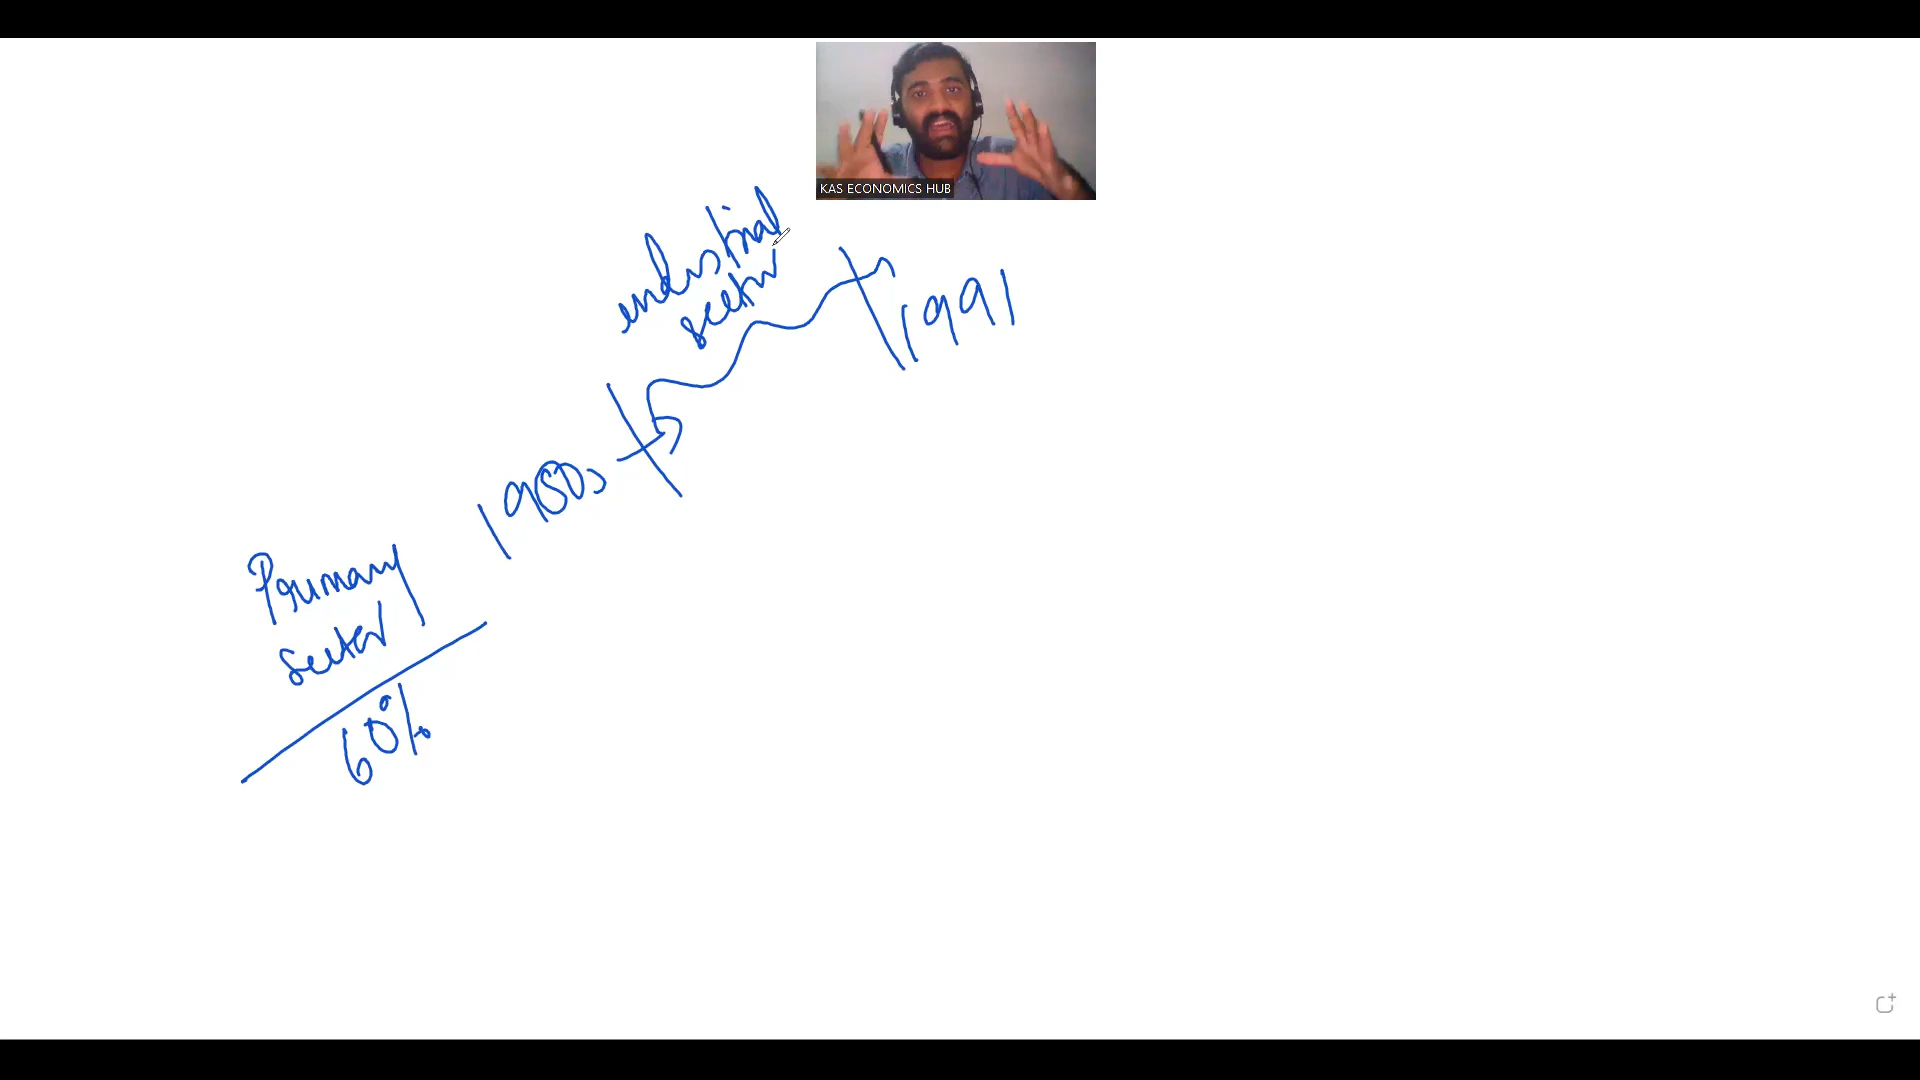 KAS ECONOMICS HUB
industrial
sector
1991
1980s
Primary
sector
60%